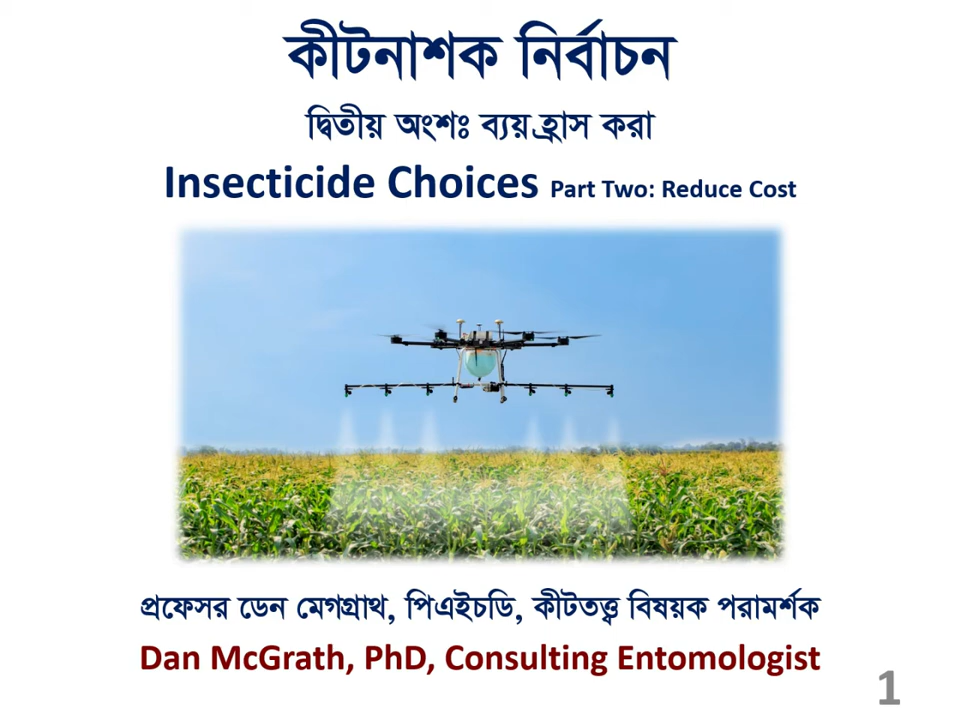 কীটনাশক নির্বাচন
দ্বিতীয় অংশঃ ব্যয় হ্রাস করা
Insecticide Choices Part Two: Reduce Cost
প্রফেসর ডেন মেগগ্রাথ, পিএইচডি, কীটতত্ত্ব বিষয়ক পরামর্শক
Dan McGrath, PhD, Consulting Entomologist
1